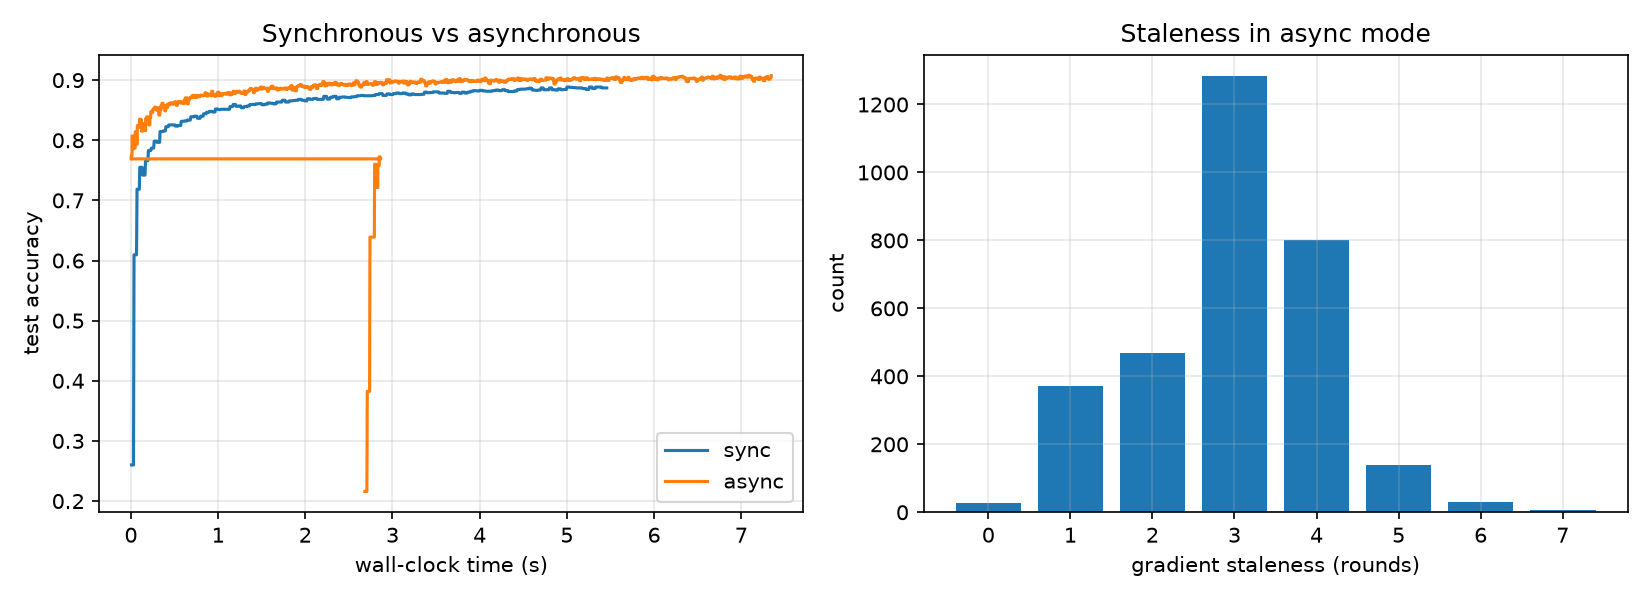 Synchronous vs asynchronous
test accuracy
0.9
0.8
0.7
0.6
0.5
0.4
0.3
0.2
sync
async
0 1 2 3 4 5 6 7
wall-clock time (s)
Staleness in async mode
count
1200
1000
800
600
400
200
0
0 1 2 3 4 5 6 7
gradient staleness (rounds)